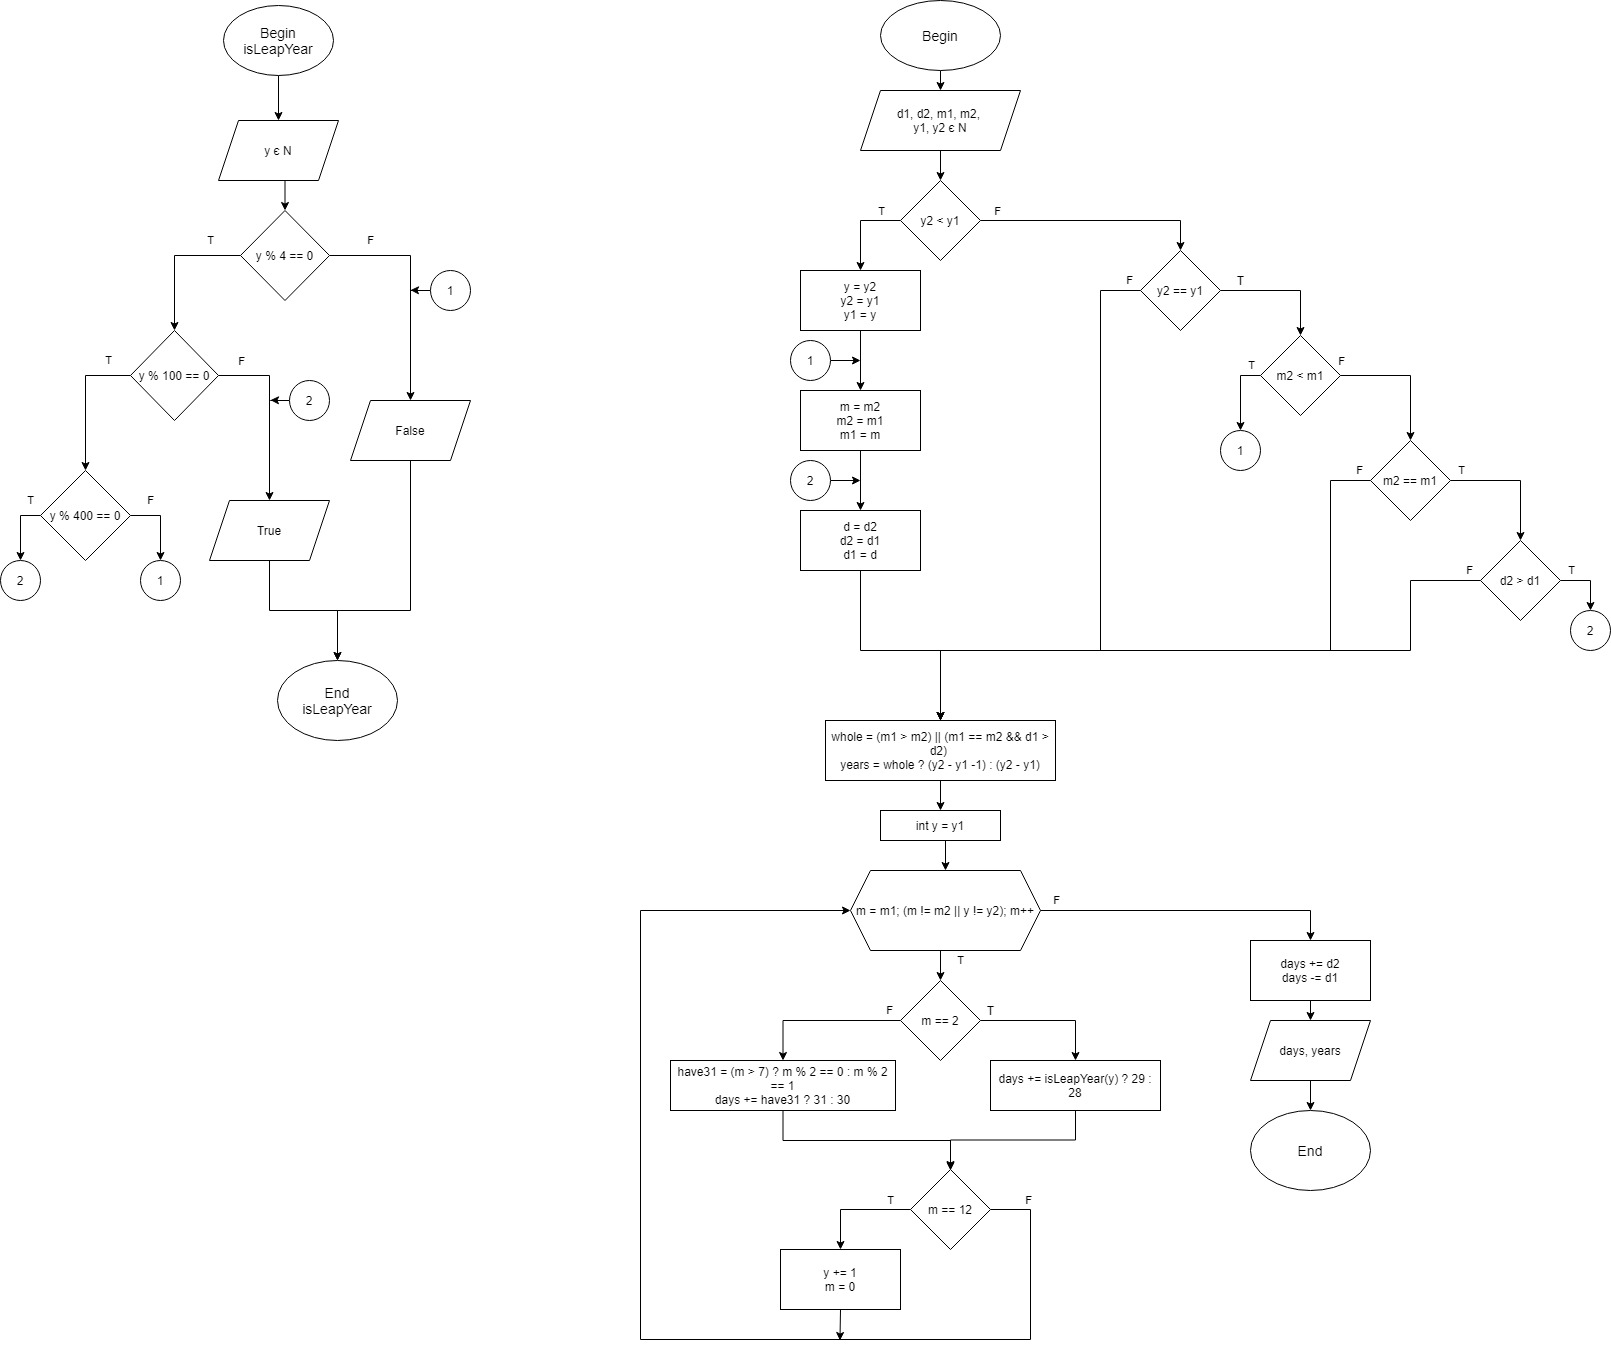 Begin
isLeapYear
y є N
y % 4 == 0
T
F
1
y % 100 == 0
T
F
2
False
y % 400 == 0
T
F
True
2
1
End
isLeapYear
Begin
d1, d2, m1, m2,
y1, y2 є N
y2 < y1
T
F
y = y2
y2 = y1
y1 = y
1
m = m2
m2 = m1
m1 = m
2
d = d2
d2 = d1
d1 = d
y2 == y1
F
T
m2 < m1
T
F
1
m2 == m1
F
T
d2 > d1
F
T
2
whole = (m1 > m2) || (m1 == m2 && d1 >
d2)
years = whole ? (y2 - y1 -1) : (y2 - y1)
int y = y1
m = m1; (m != m2 || y != y2); m++
F
T
m == 2
F
T
have31 = (m > 7) ? m % 2 == 0 : m % 2
== 1
days += have31 ? 31 : 30
days += isLeapYear(y) ? 29 :
28
m == 12
T
F
y += 1
m = 0
days += d2
days -= d1
days, years
End